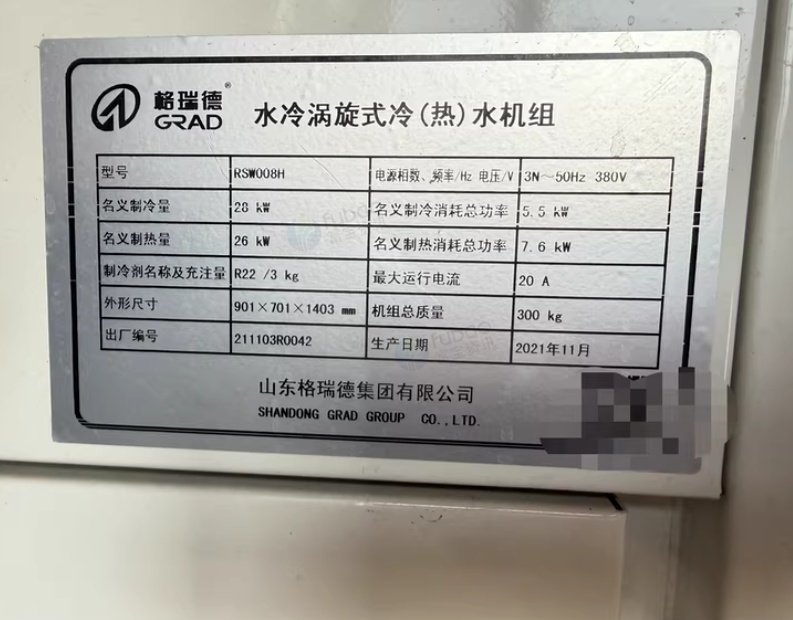 格瑞德®
GRAD
水冷涡旋式冷(热)水机组
型号 RSW008H 电源相数、频率/Hz 电压/V 3N～50Hz 380V
名义制冷量 28 kW 名义制冷消耗总功率 5.5 kW
名义制热量 26 kW 名义制热消耗总功率 7.6 kW
制冷剂名称及充注量 R22 /3 kg 最大运行电流 20 A
外形尺寸 901×701×1403 mm 机组总质量 300 kg
出厂编号 211103R0042 生产日期 2021年11月
山东格瑞德集团有限公司
SHANDONG GRAD GROUP CO.,LTD.